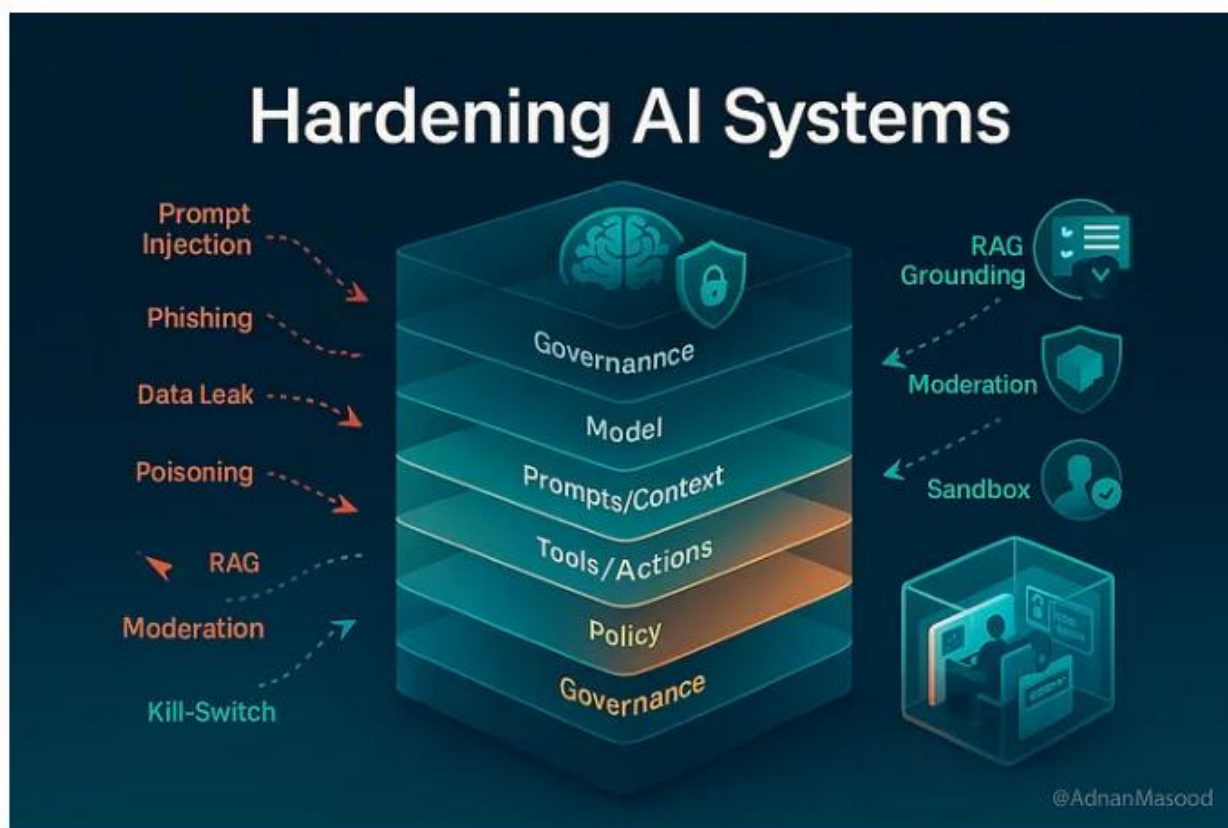 Hardening AI Systems
Prompt
Injection
Phishing
Data Leak
Poisoning
RAG
Moderation
Kill-Switch
Governannce
Model
Prompts/Context
Tools/Actions
Policy
Governance
RAG
Grounding
Moderation
Sandbox
@AdnanMasood